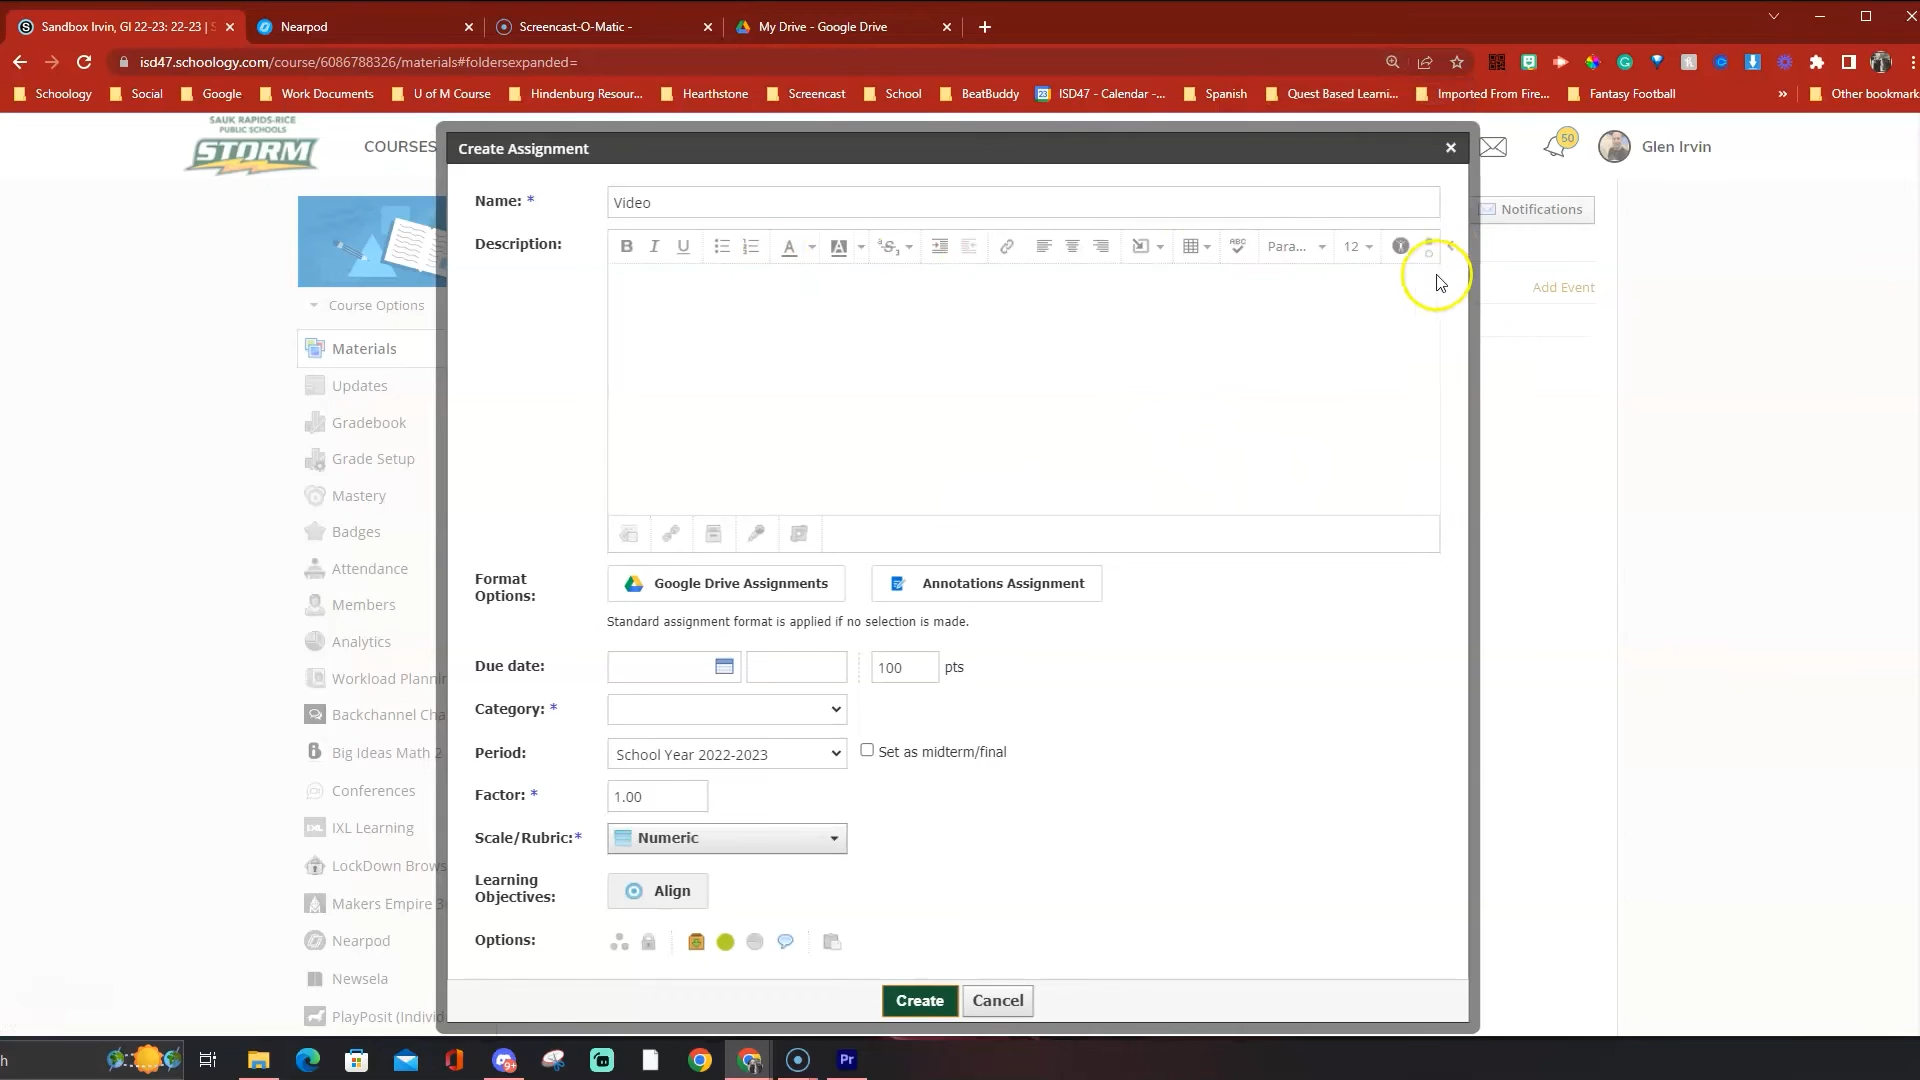 Sandbox Irvin, GI 22-23: 22-23 | S
Nearpod
Screencast-O-Matic -
My Drive - Google Drive
isd47.schoology.com/course/6086788326/materials#foldersexpanded=
Schoology
Social
Google
Work Documents
U of M Course
Hindenburg Resour...
Hearthstone
Screencast
School
BeatBuddy
ISD47 - Calendar -...
Spanish
Quest Based Learni...
Imported From Fire...
Fantasy Football
Other bookmark
SAUK RAPIDS-RICE
PUBLIC SCHOOLS
STORM
COURSES
50
Glen Irvin
Create Assignment
Notifications
Add Event
Course Options
Materials
Updates
Gradebook
Grade Setup
Mastery
Badges
Attendance
Members
Analytics
Workload Plannin
Backchannel Cha
Big Ideas Math 2
Conferences
IXL Learning
LockDown Brows
Makers Empire 3
Nearpod
Newsela
PlayPosit (Individ
Name: *
Video
Description:
B I U A A S ABC Para... 12
Format
Options:
Google Drive Assignments
Annotations Assignment
Standard assignment format is applied if no selection is made.
Due date:
100 pts
Category: *
Period:
School Year 2022-2023
Set as midterm/final
Factor: *
1.00
Scale/Rubric:*
Numeric
Learning
Objectives:
Align
Options:
Create
Cancel
h
9+
Pr